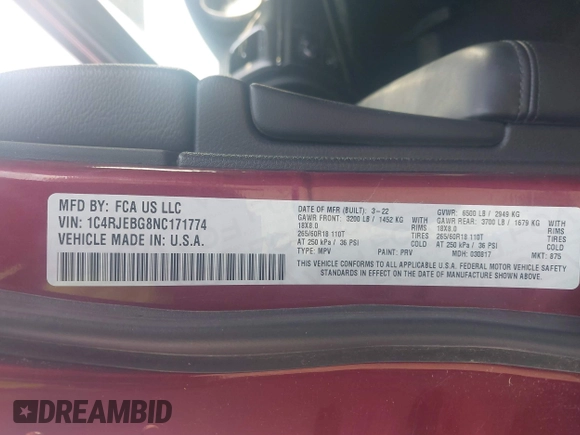 MFD BY: FCA US LLC
VIN: 1C4RJEBG8NC171774
VEHICLE MADE IN: U.S.A.
DATE OF MFR (BUILT): 3-22 GVWR: 6500 LB / 2949 KG
GAWR FRONT: 3200 LB / 1452 KG WITH GAWR REAR: 3700 LB / 1679 KG WITH
18X8.0 RIMS 18X8.0 RIMS
265/60R18 110T TIRES 265/60R18 110T TIRES
AT 250 kPa / 36 PSI COLD AT 250 kPa / 36 PSI COLD
TYPE: MPV PAINT: PRV MDH: 030817 MKT: 875
THIS VEHICLE CONFORMS TO ALL APPLICABLE U.S.A. FEDERAL MOTOR VEHICLE SAFETY
STANDARDS IN EFFECT ON THE DATE OF MANUFACTURE SHOWN ABOVE.
DREAMBID